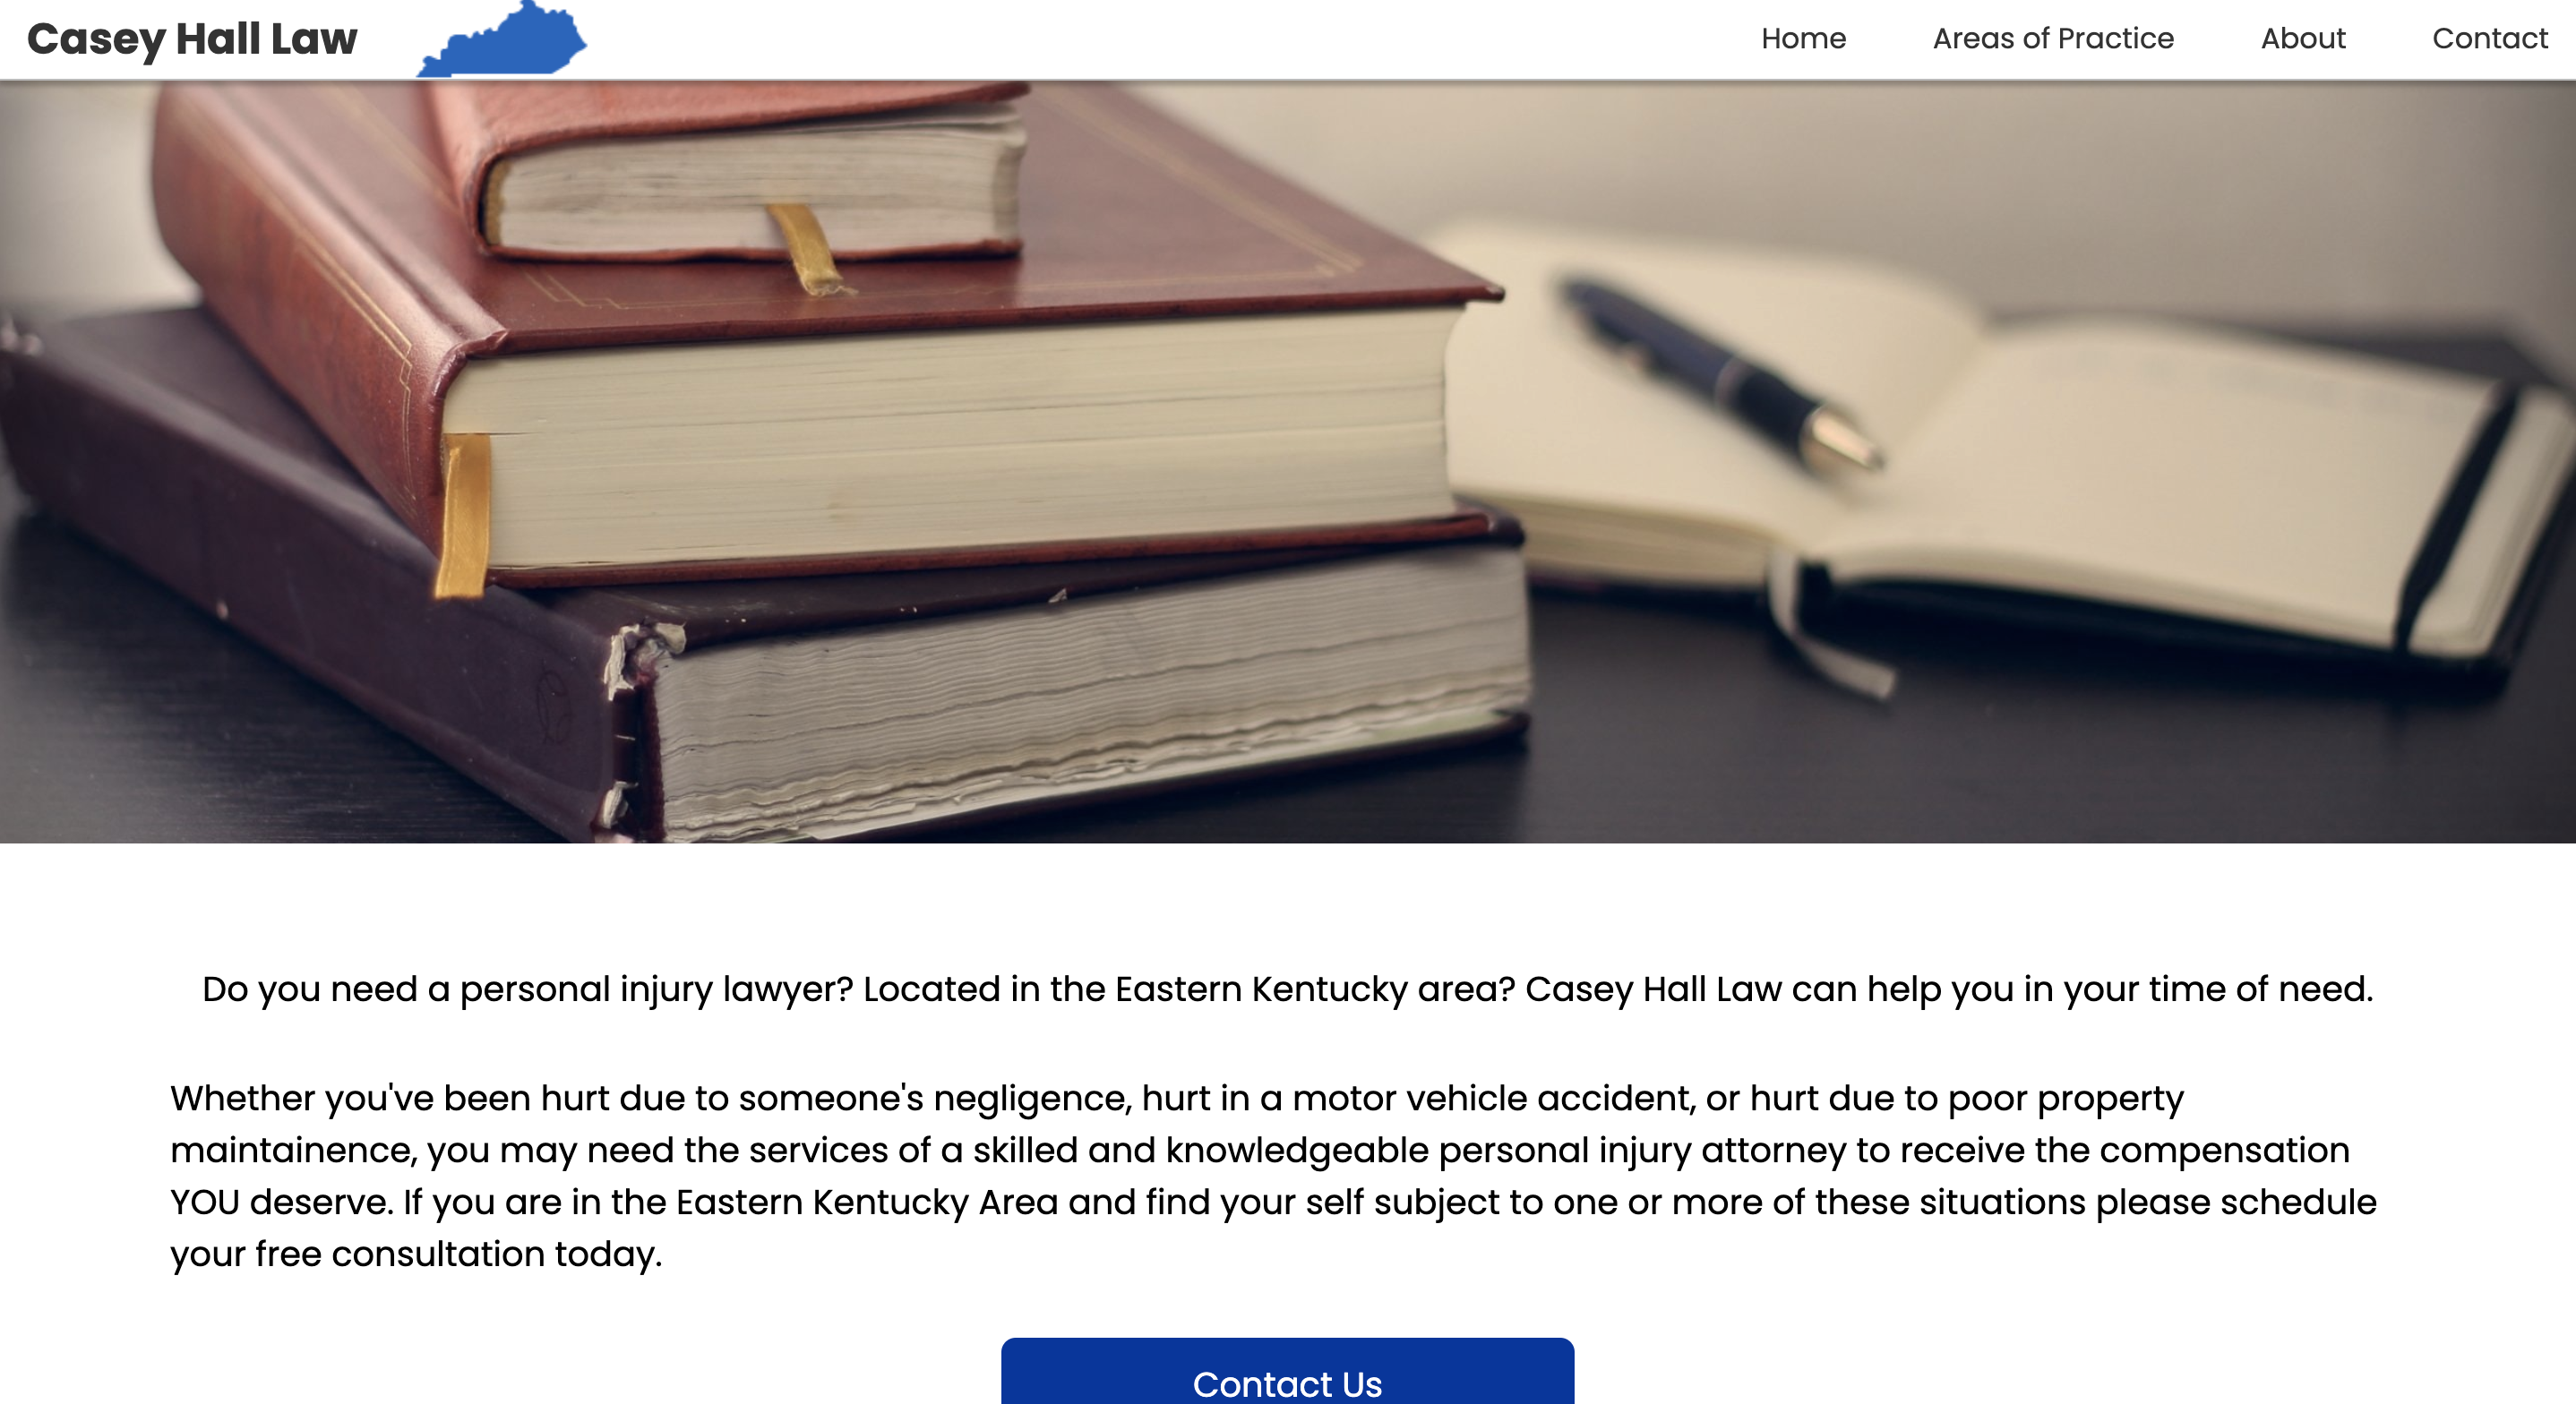 Casey Hall Law
Home Areas of Practice About Contact
Do you need a personal injury lawyer? Located in the Eastern Kentucky area? Casey Hall Law can help you in your time of need.
Whether you've been hurt due to someone's negligence, hurt in a motor vehicle accident, or hurt due to poor property
maintainence, you may need the services of a skilled and knowledgeable personal injury attorney to receive the compensation
YOU deserve. If you are in the Eastern Kentucky Area and find your self subject to one or more of these situations please schedule
your free consultation today.
Contact Us